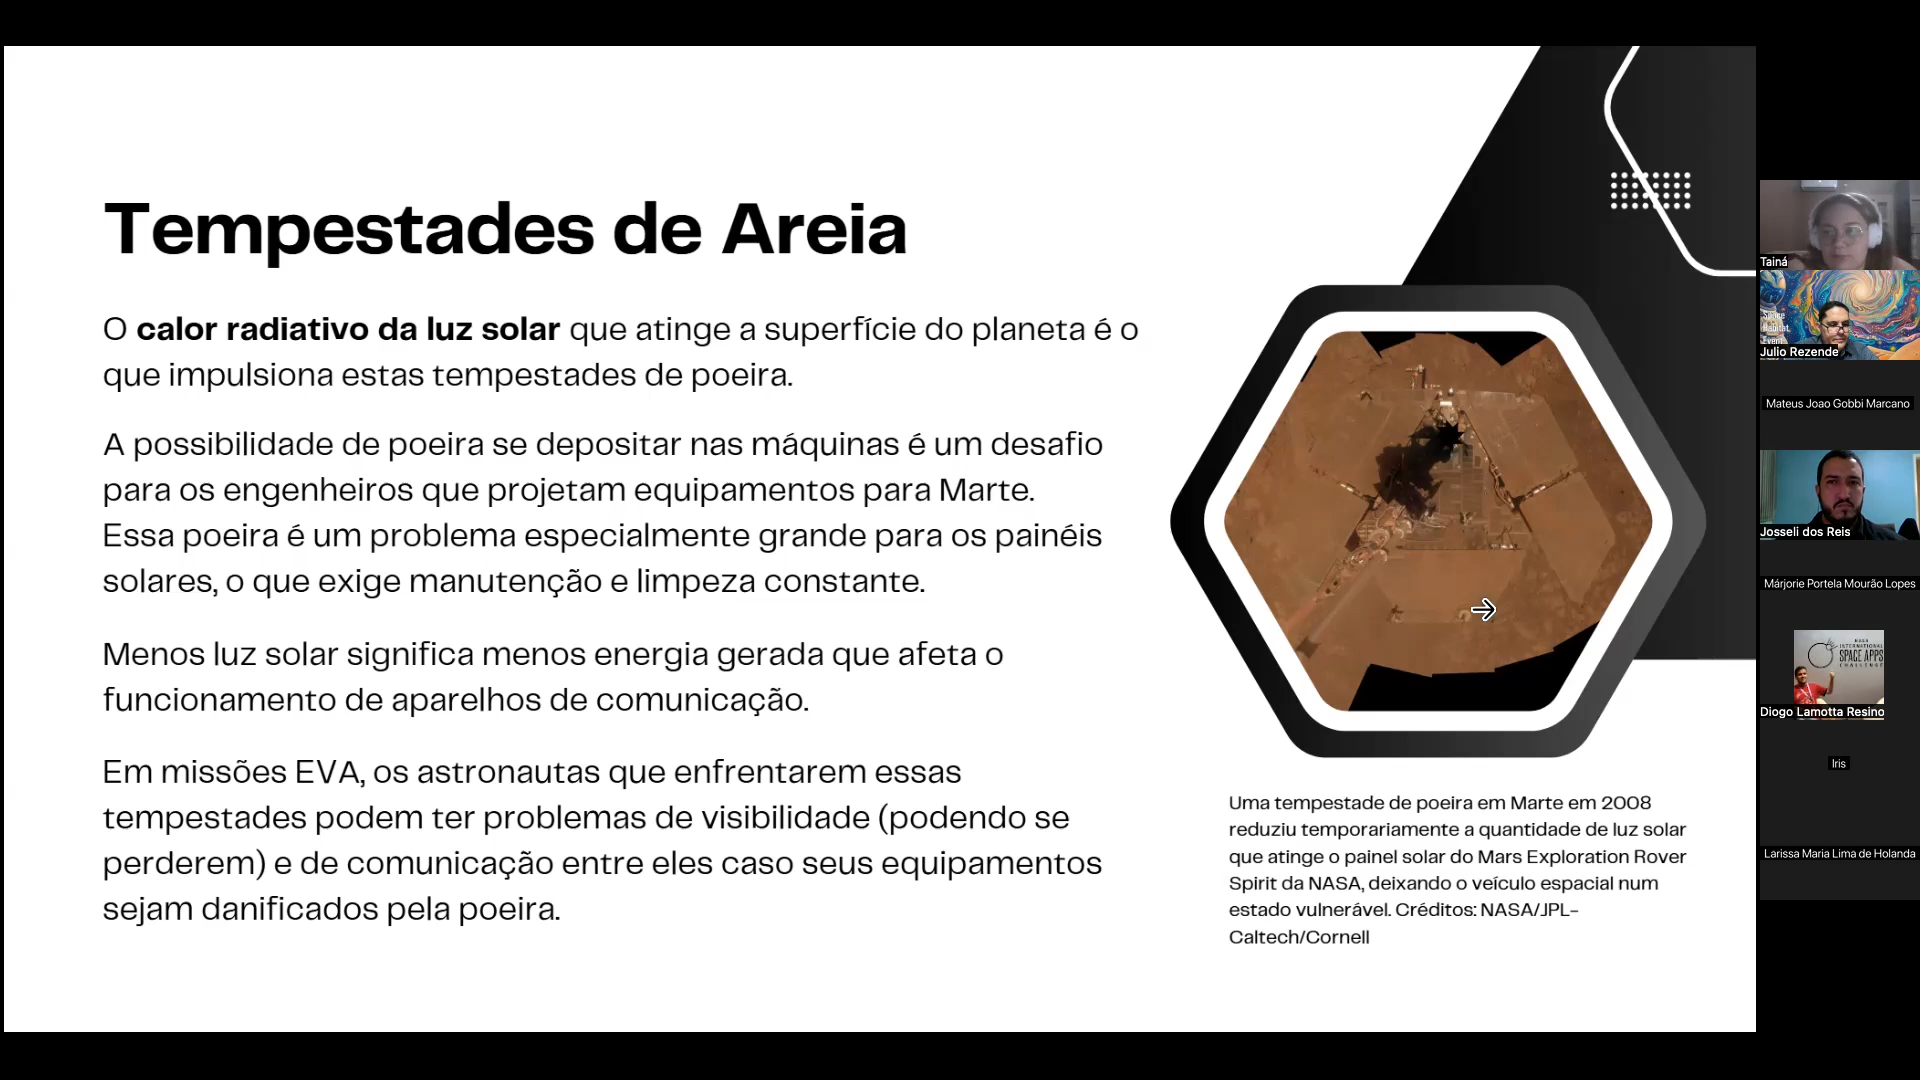 Tempestades de Areia
O calor radiativo da luz solar que atinge a superfície do planeta é o
que impulsiona estas tempestades de poeira.
A possibilidade de poeira se depositar nas máquinas é um desafio
para os engenheiros que projetam equipamentos para Marte.
Essa poeira é um problema especialmente grande para os painéis
solares, o que exige manutenção e limpeza constante.
Menos luz solar significa menos energia gerada que afeta o
funcionamento de aparelhos de comunicação.
Em missões EVA, os astronautas que enfrentarem essas
tempestades podem ter problemas de visibilidade (podendo se
perderem) e de comunicação entre eles caso seus equipamentos
sejam danificados pela poeira.
Uma tempestade de poeira em Marte em 2008
reduziu temporariamente a quantidade de luz solar
que atinge o painel solar do Mars Exploration Rover
Spirit da NASA, deixando o veículo espacial num
estado vulnerável. Créditos: NASA/JPL-
Caltech/Cornell
Tainá
Space
Habitat
Event
Julio Rezende
Mateus Joao Gobbi Marcano
Josseli dos Reis
Márjorie Portela Mourão Lopes
NASA
INTERNATIONAL
SPACE APPS
CHALLENGE
Diogo Lamotta Resino
Iris
Larissa Maria Lima de Holanda